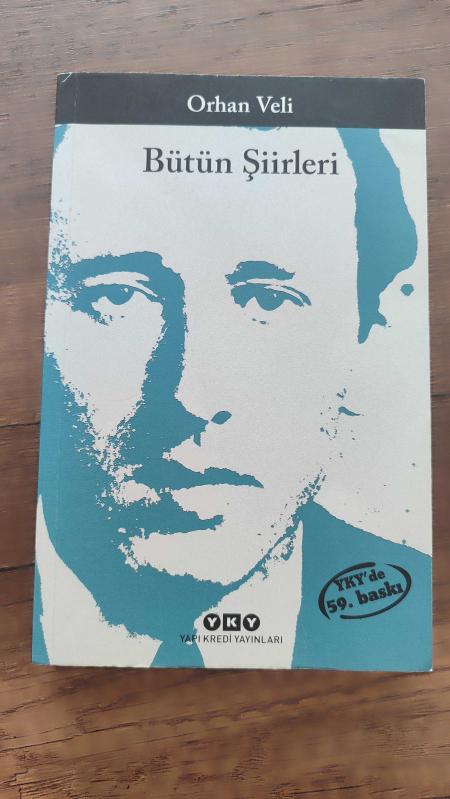 Orhan Veli
Bütün Şiirleri
YKY'de
59. baskı
YKY
YAPI KREDİ YAYINLARI